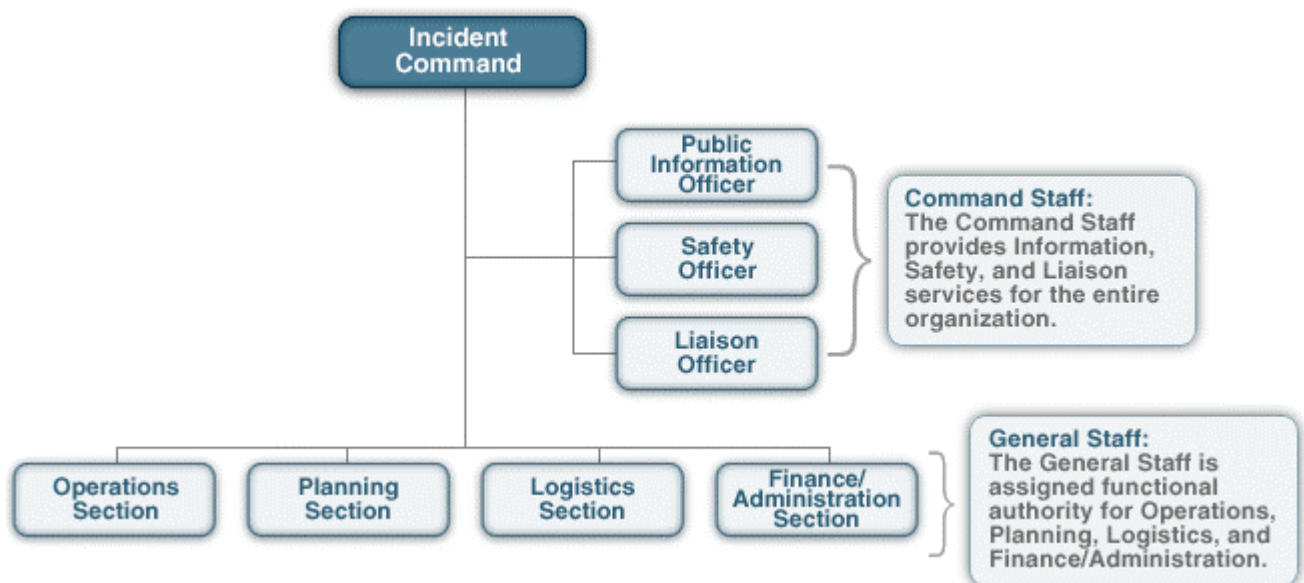 Incident
Command
Public
Information
Officer
Safety
Officer
Liaison
Officer
Command Staff:
The Command Staff
provides Information,
Safety, and Liaison
services for the entire
organization.
Operations
Section
Planning
Section
Logistics
Section
Finance/
Administration
Section
General Staff:
The General Staff is
assigned functional
authority for Operations,
Planning, Logistics, and
Finance/Administration.